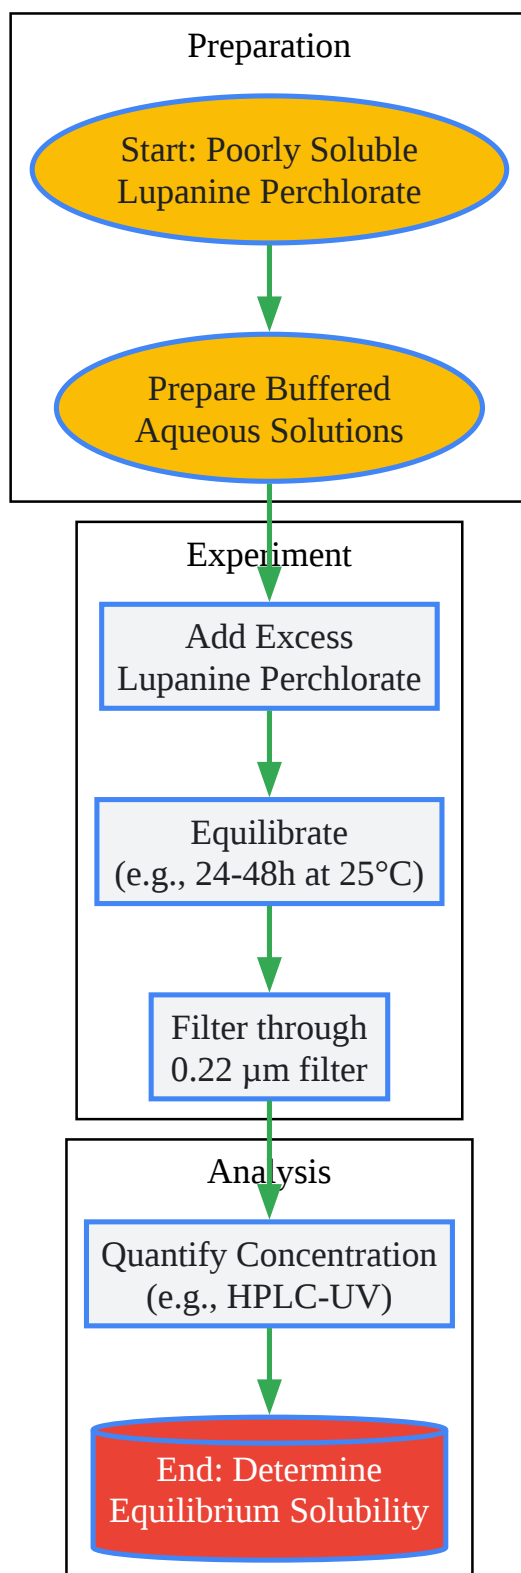 Preparation
Start: Poorly Soluble
Lupanine Perchlorate
Prepare Buffered
Aqueous Solutions
Experiment
Add Excess
Lupanine Perchlorate
Equilibrate
(e.g., 24-48h at 25°C)
Filter through
0.22 µm filter
Analysis
Quantify Concentration
(e.g., HPLC-UV)
End: Determine
Equilibrium Solubility